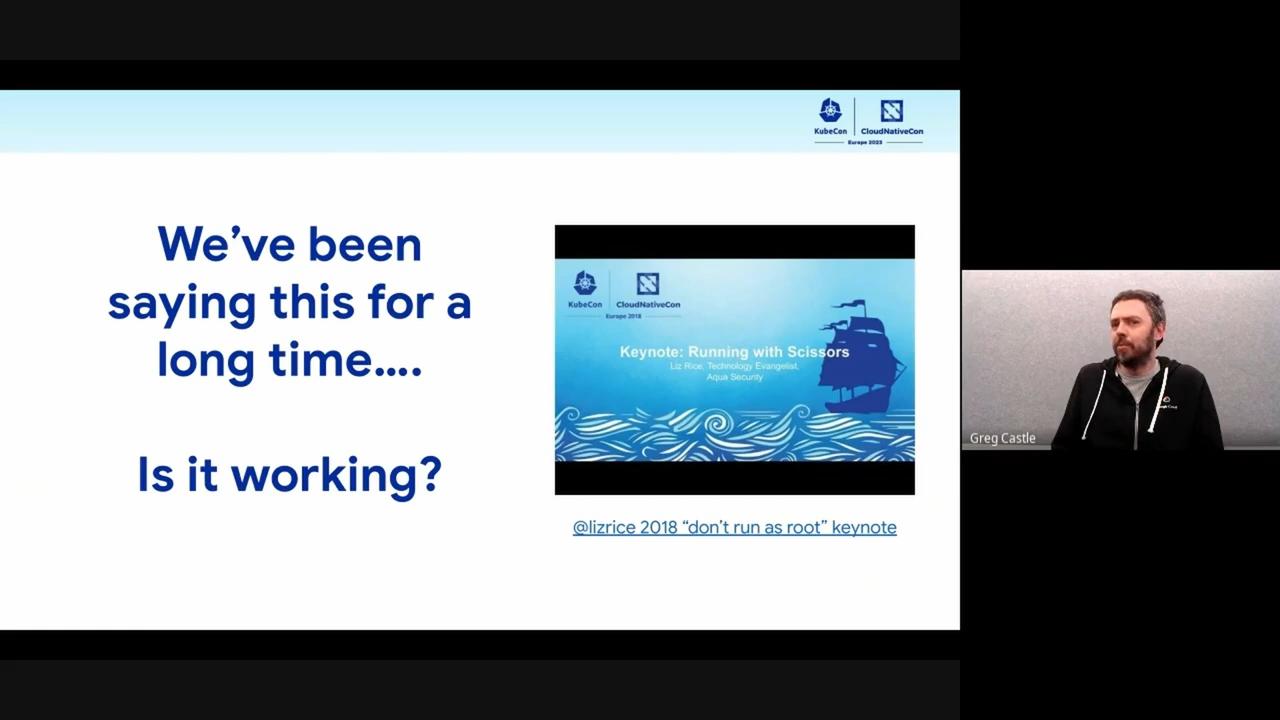 KubeCon
CloudNativeCon
Europe 2023
We've been
saying this for a
long time....
Is it working?
KubeCon
CloudNativeCon
Europe 2018
Keynote: Running with Scissors
Liz Rice, Technology Evangelist,
Aqua Security
@lizrice 2018 “don't run as root” keynote
Greg Castle